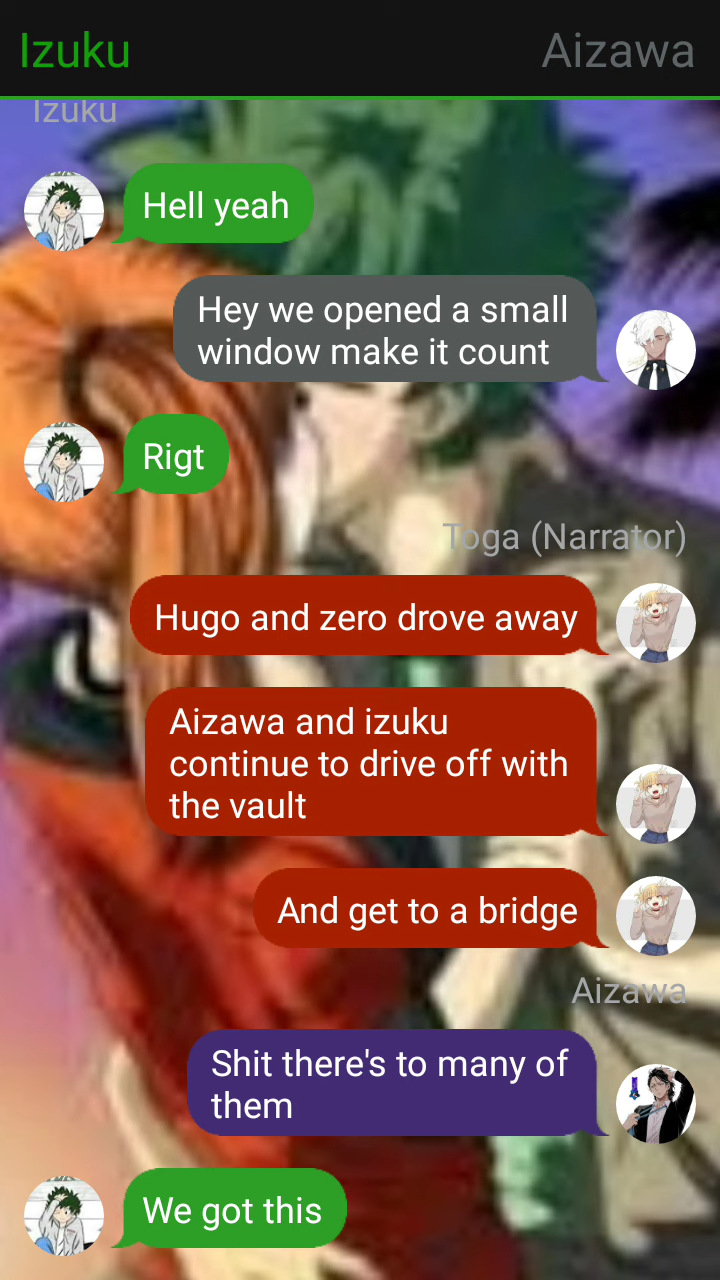 Izuku
Aizawa
Izuku
Hell yeah
Hey we opened a small
window make it count
Rigt
Toga (Narrator)
Hugo and zero drove away
Aizawa and izuku
continue to drive off with
the vault
And get to a bridge
Aizawa
Shit there's to many of
them
We got this